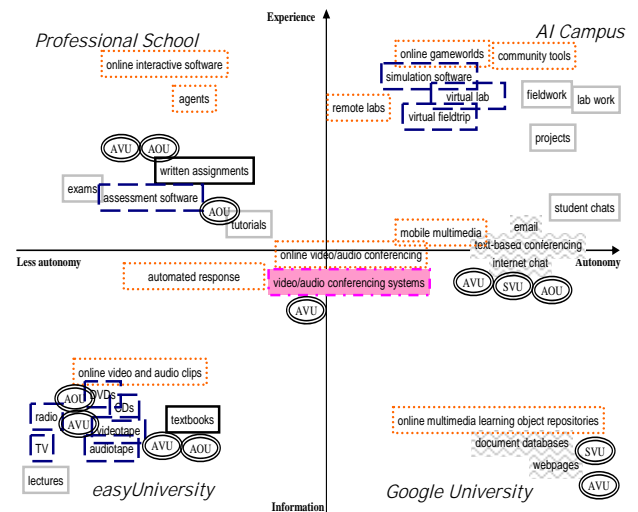 Experience
Professional School
AI Campus
online interactive software
online gameworlds
community tools
simulation software
agents
virtual lab
fieldwork
lab work
remote labs
virtual fieldtrip
projects
AVU
AOU
written assignments
exams
assessment software
AOU
tutorials
student chats
email
mobile multimedia
text-based conferencing
online video/audio conferencing
Less autonomy
internet chat
Autonomy
automated response
video/audio conferencing systems
AVU
SVU
AOU
AVU
online video and audio clips
DVDs
AOU
CDs
radio
AVU
videotape
textbooks
TV
audiotape
AVU
AOU
online multimedia learning object repositories
document databases
SVU
webpages
lectures
AVU
easyUniversity
Google University
Information